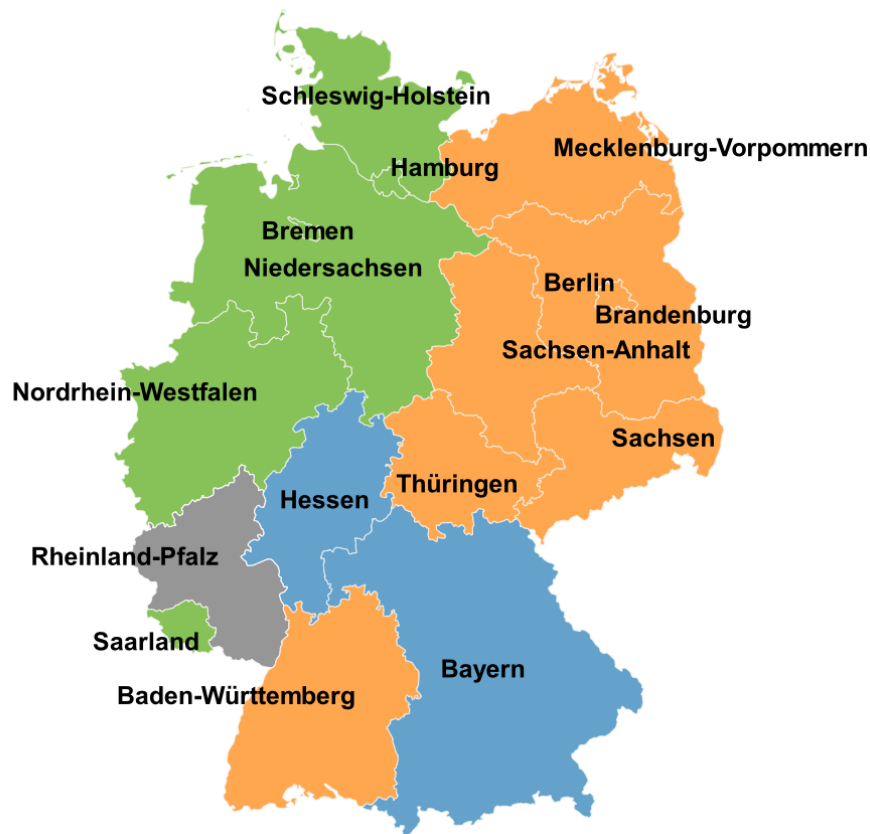 Schleswig-Holstein
Mecklenburg-Vorpommern
Hamburg
Bremen
Niedersachsen
Berlin
Brandenburg
Sachsen-Anhalt
Nordrhein-Westfalen
Sachsen
Thüringen
Hessen
Rheinland-Pfalz
Saarland
Bayern
Baden-Württemberg